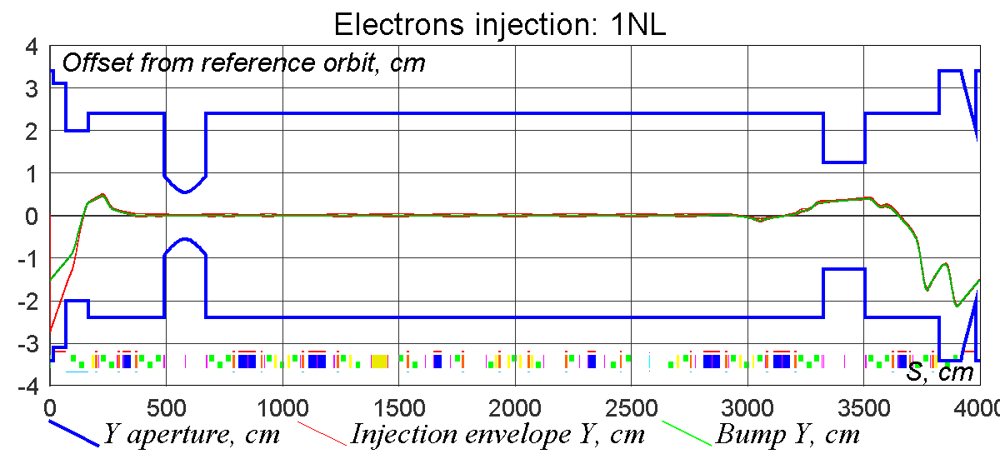 Electrons injection: 1NL
Offset from reference orbit, cm
4
3
2
1
0
-1
-2
-3
-4
S, cm
0 500 1000 1500 2000 2500 3000 3500 4000
Y aperture, cm Injection envelope Y, cm Bump Y, cm